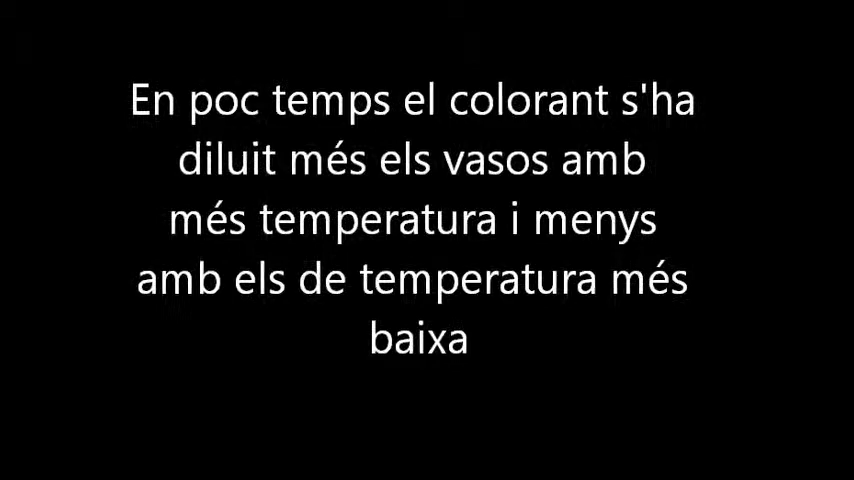 En poc temps el colorant s'ha
diluit més els vasos amb
més temperatura i menys
amb els de temperatura més
baixa